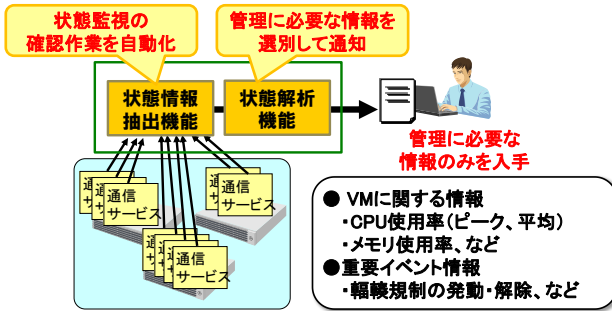 状態監視の
確認作業を自動化
管理に必要な情報を
選別して通知
状態情報
抽出機能
状態解析
機能
管理に必要な
情報のみを入手
通信
サービス
通信
サービス
通信
サービス
● VMに関する情報
・CPU使用率(ピーク、平均)
・メモリ使用率、など
●重要イベント情報
・輻輳規制の発動・解除、など